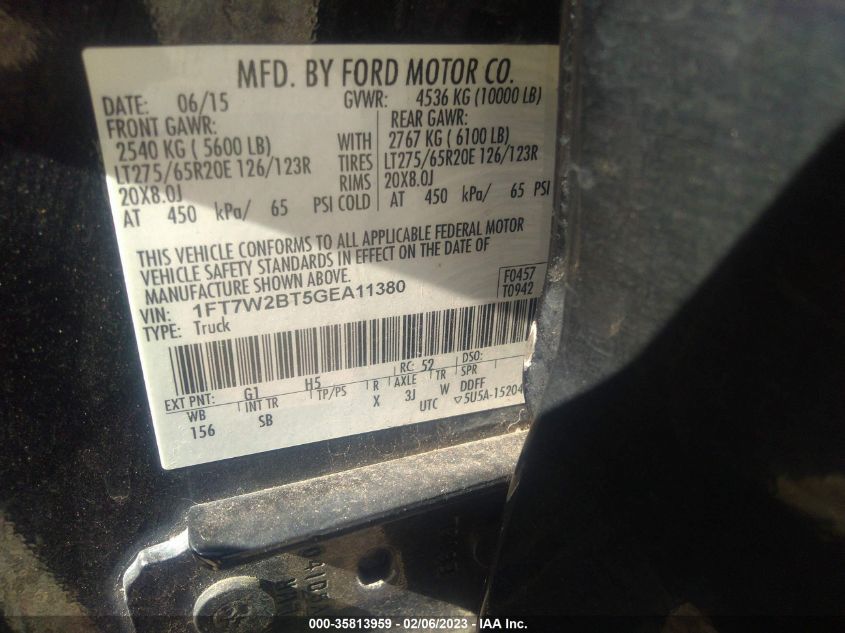 MFD. BY FORD MOTOR CO.
DATE: 06/15 GVWR: 4536 KG (10000 LB)
FRONT GAWR: REAR GAWR:
2540 KG ( 5600 LB) WITH 2767 KG ( 6100 LB)
LT275/65R20E 126/123R TIRES LT275/65R20E 126/123R
20X8.0J RIMS 20X8.0J
AT 450 kPa/ 65 PSI COLD AT 450 kPa/ 65 PSI
THIS VEHICLE CONFORMS TO ALL APPLICABLE FEDERAL MOTOR
VEHICLE SAFETY STANDARDS IN EFFECT ON THE DATE OF
MANUFACTURE SHOWN ABOVE.
VIN: 1FT7W2BT5GEA11380 F0457
TYPE: Truck T0942
EXT PNT: G1 H5 RC: 52 DSO:
WB INT TR TP/PS R AXLE TR SPR
156 SB X 3J W DDFF
UTC ▽5U5A-15204
000-35813959 - 02/06/2023 - IAA Inc.